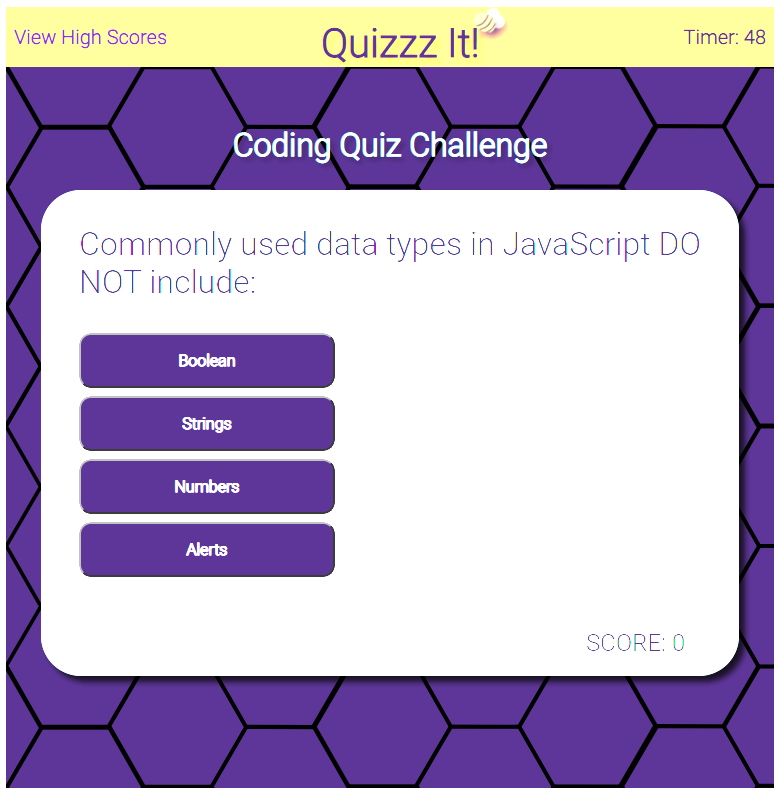 View High Scores
Quizzz It!
Timer: 48
Coding Quiz Challenge
Commonly used data types in JavaScript DO
NOT include:
Boolean
Strings
Numbers
Alerts
SCORE: 0